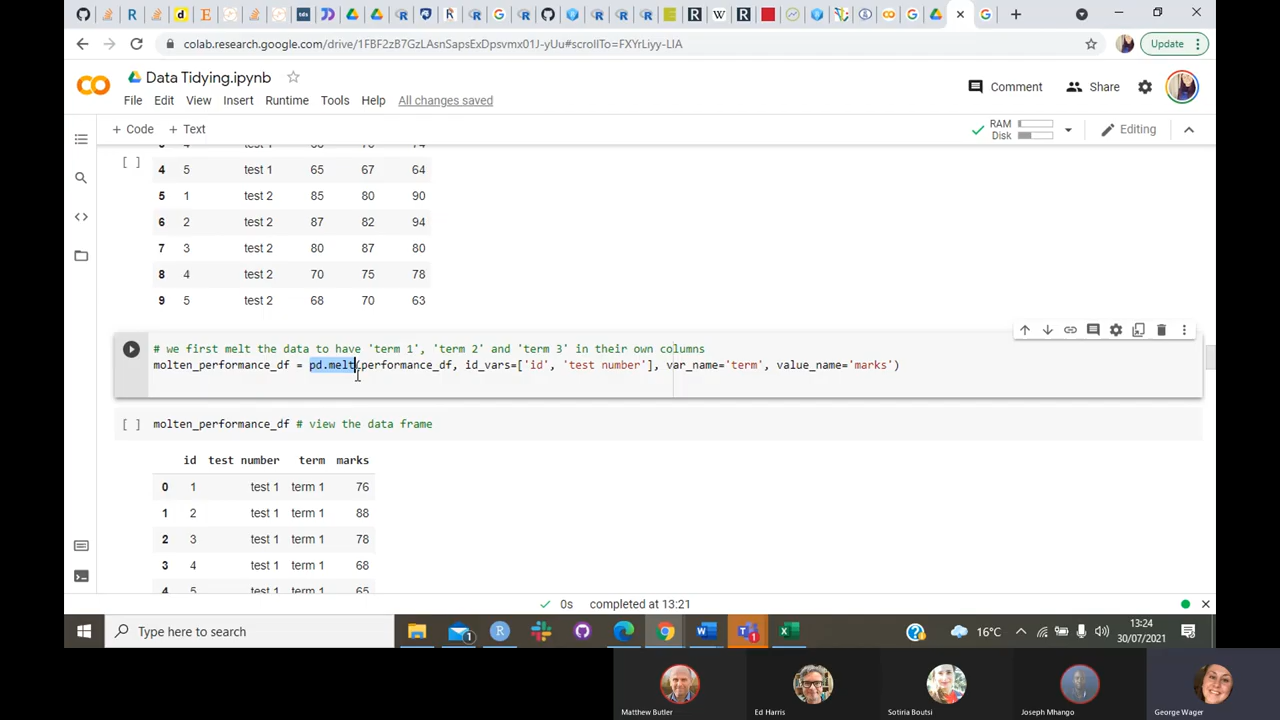 colab.research.google.com/drive/1FBF2zB7GzLAsnSapsExDpsvmx01J-yUu#scrollTo=FXYrLiyy-LIA
Update
Data Tidying.ipynb
File Edit View Insert Runtime Tools Help All changes saved
Comment Share
+ Code + Text
RAM
Disk
Editing
[ ]
4 5 test 1 65 67 64
5 1 test 2 85 80 90
6 2 test 2 87 82 94
7 3 test 2 80 87 80
8 4 test 2 70 75 78
9 5 test 2 68 70 63
# we first melt the data to have 'term 1', 'term 2' and 'term 3' in their own columns
molten_performance_df = pd.melt(performance_df, id_vars=['id', 'test number'], var_name='term', value_name='marks')
[ ] molten_performance_df # view the data frame
id test number term marks
0 1 test 1 term 1 76
1 2 test 1 term 1 88
2 3 test 1 term 1 78
3 4 test 1 term 1 68
4 5 test 1 term 1 65
0s completed at 13:21
Type here to search
16°C
13:24
30/07/2021
Matthew Butler
Ed Harris
Sotiria Boutsi
Joseph Mhango
George Wager